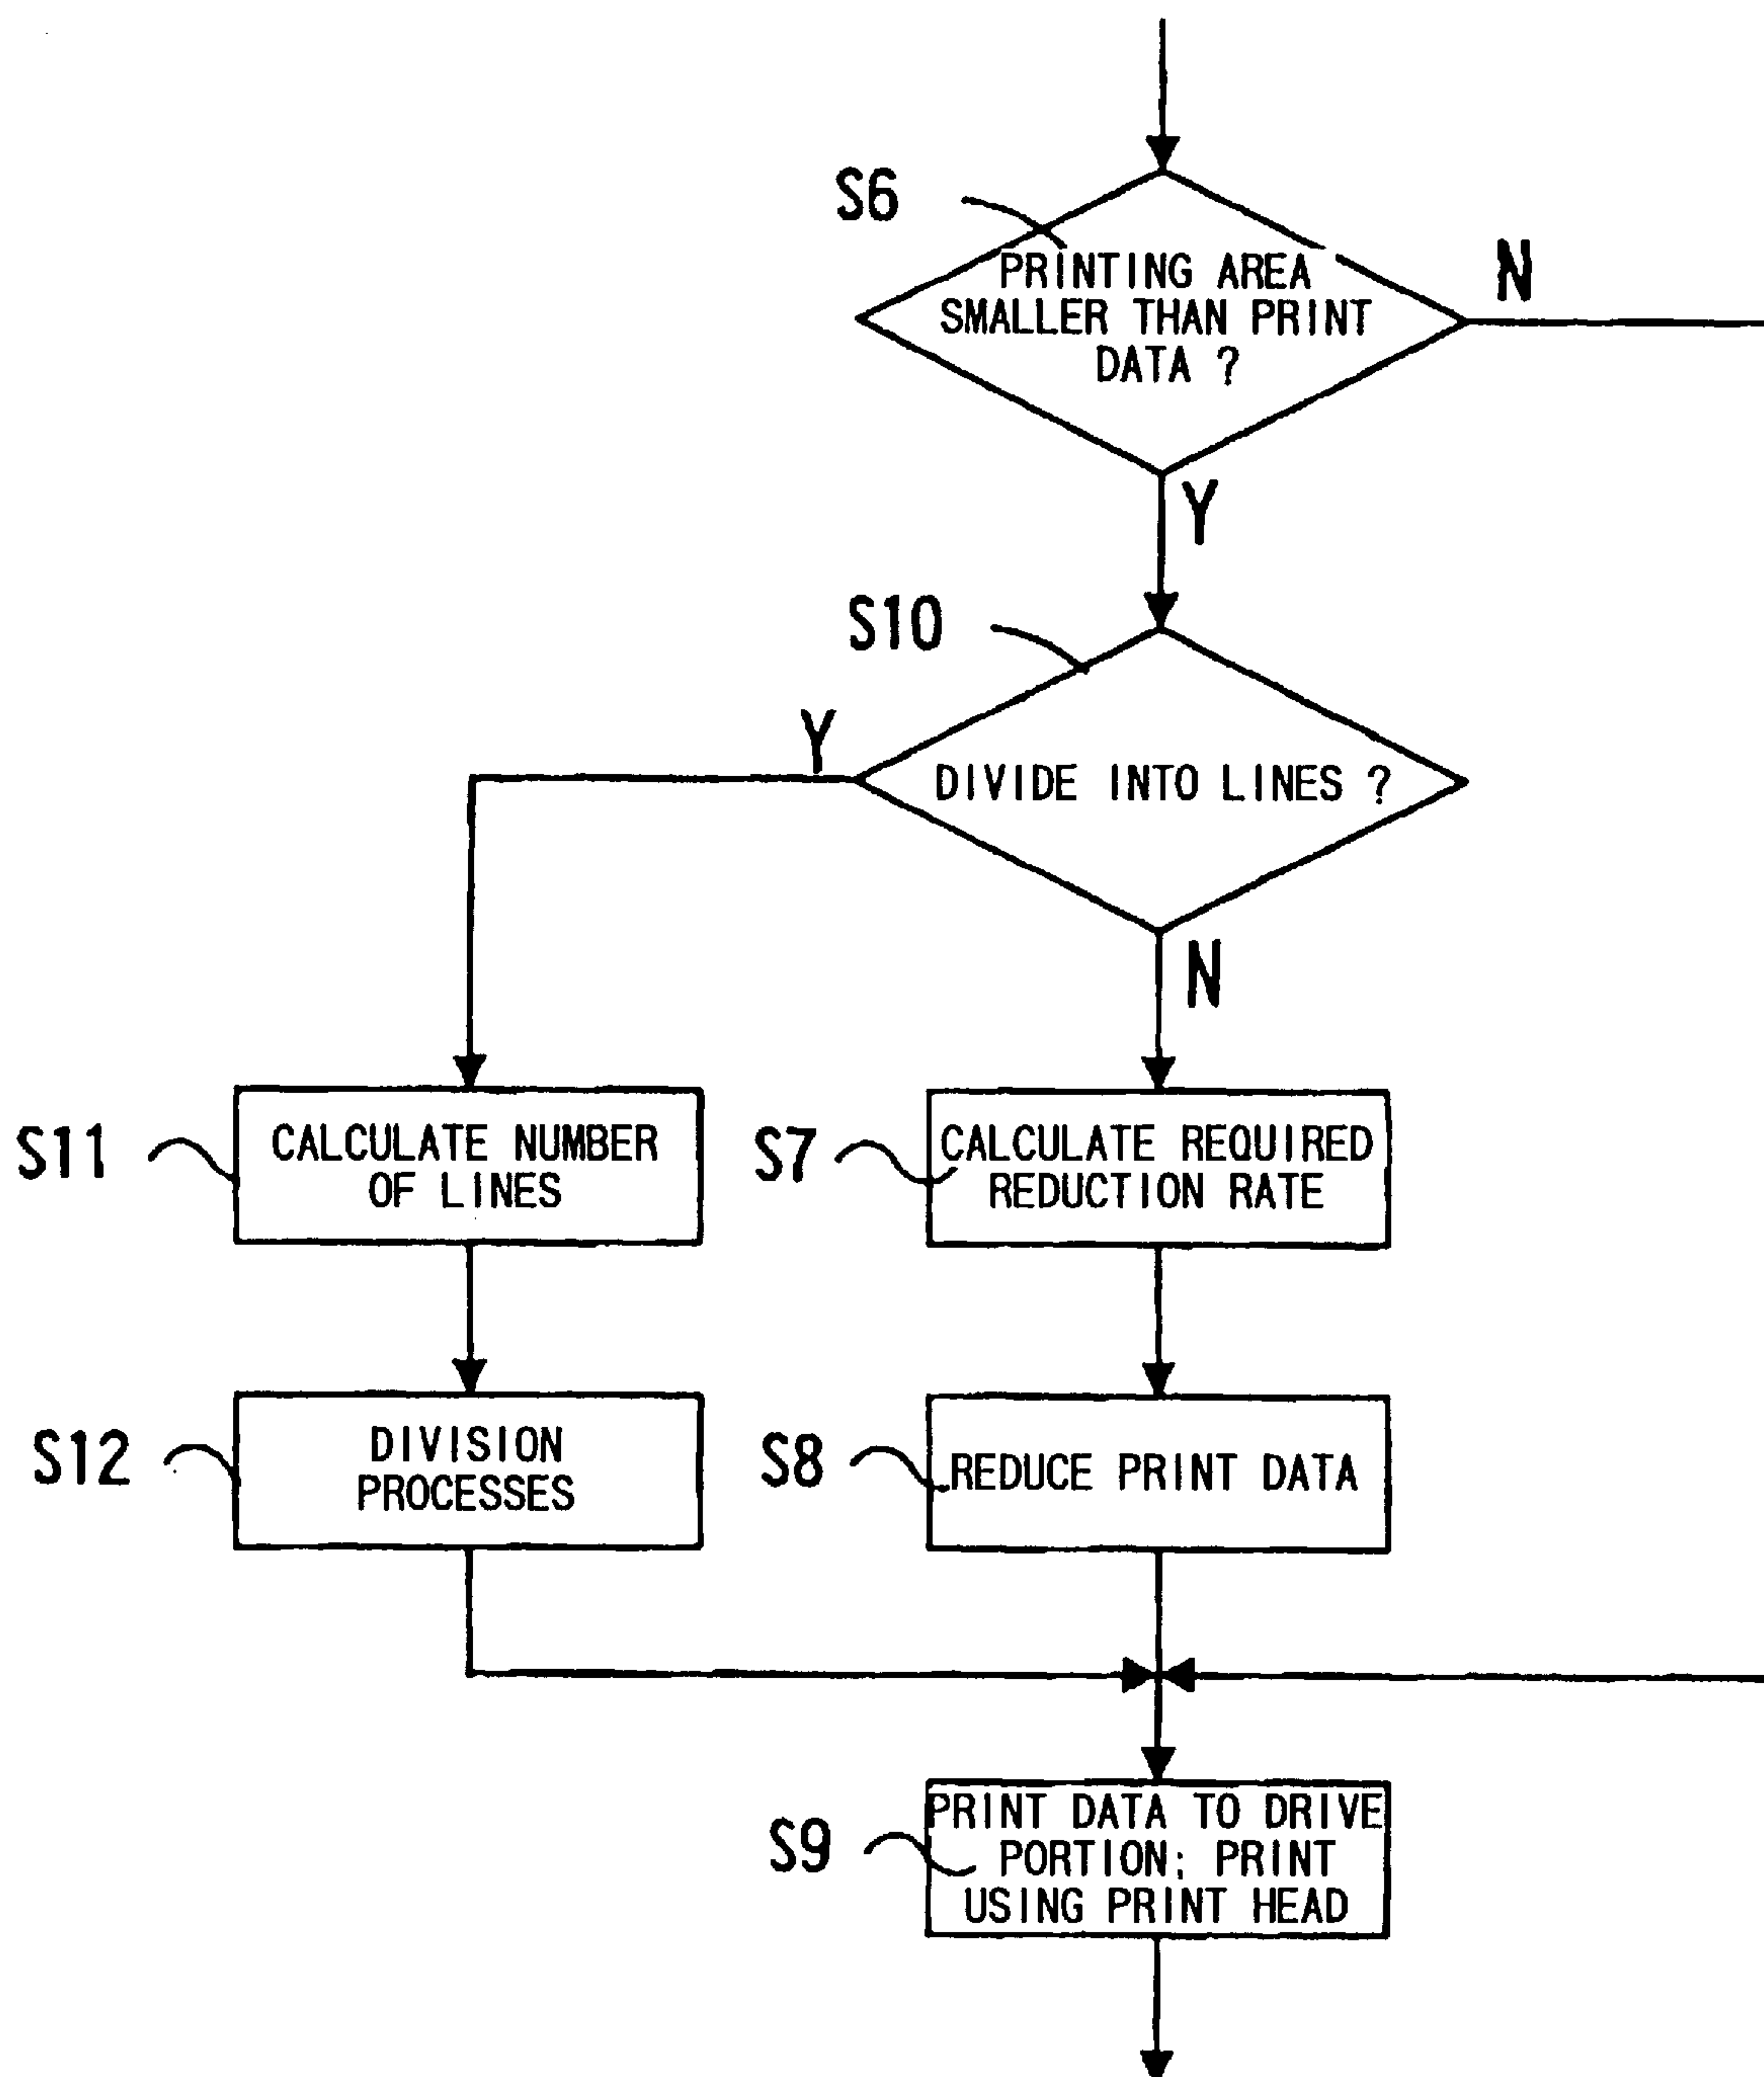 S6
PRINTING AREA
SMALLER THAN PRINT
DATA ?
N
Y
S10
Y
DIVIDE INTO LINES ?
N
S11
CALCULATE NUMBER
OF LINES
S7
CALCULATE REQUIRED
REDUCTION RATE
S12
DIVISION
PROCESSES
S8
REDUCE PRINT DATA
S9
PRINT DATA TO DRIVE
PORTION; PRINT
USING PRINT HEAD